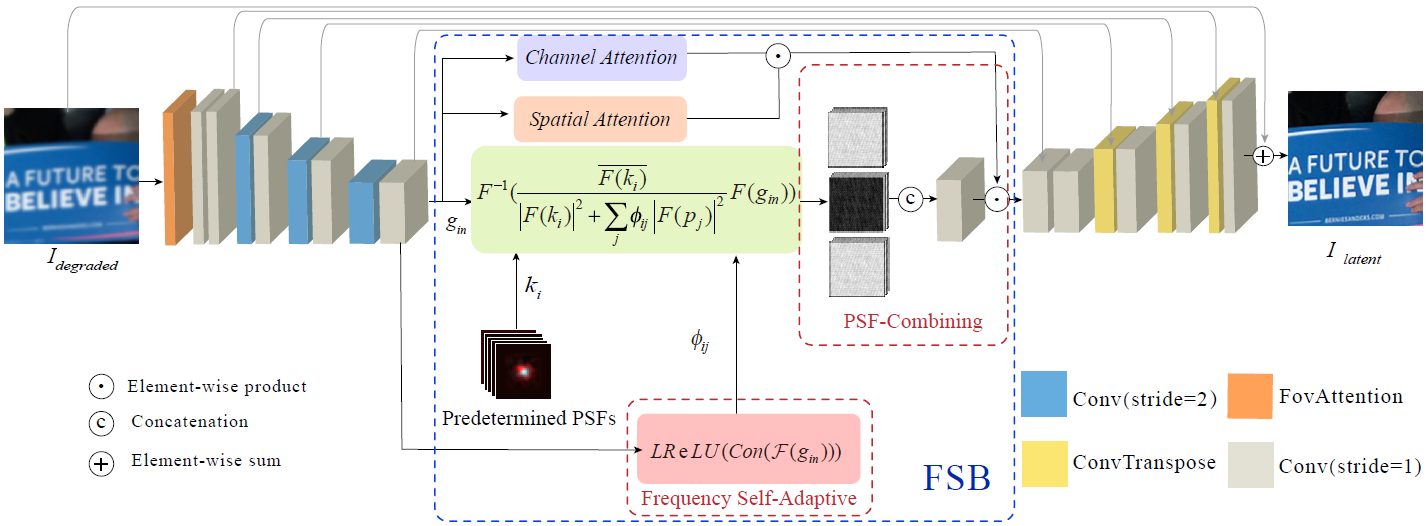 Channel Attention
Spatial Attention
A FUTURE TO
BELIEVE IN
I_{degraded}
g_{in}
F^{-1}(\frac{\overline{F(k_i)}}{|F(k_i)|^2 + \sum_j \phi_{ij} |F(p_j)|^2} F(g_{in}))
c
A FUTURE TO
BELIEVE IN
BERNIESANDERS.COM
I_{latent}
k_i
\phi_{ij}
PSF-Combining
Predetermined PSFs
Element-wise product
c
Concatenation
Element-wise sum
LReLU(Con(\mathcal{F}(g_{in})))
Frequency Self-Adaptive
FSB
Conv(stride=2)
FovAttention
ConvTranspose
Conv(stride=1)